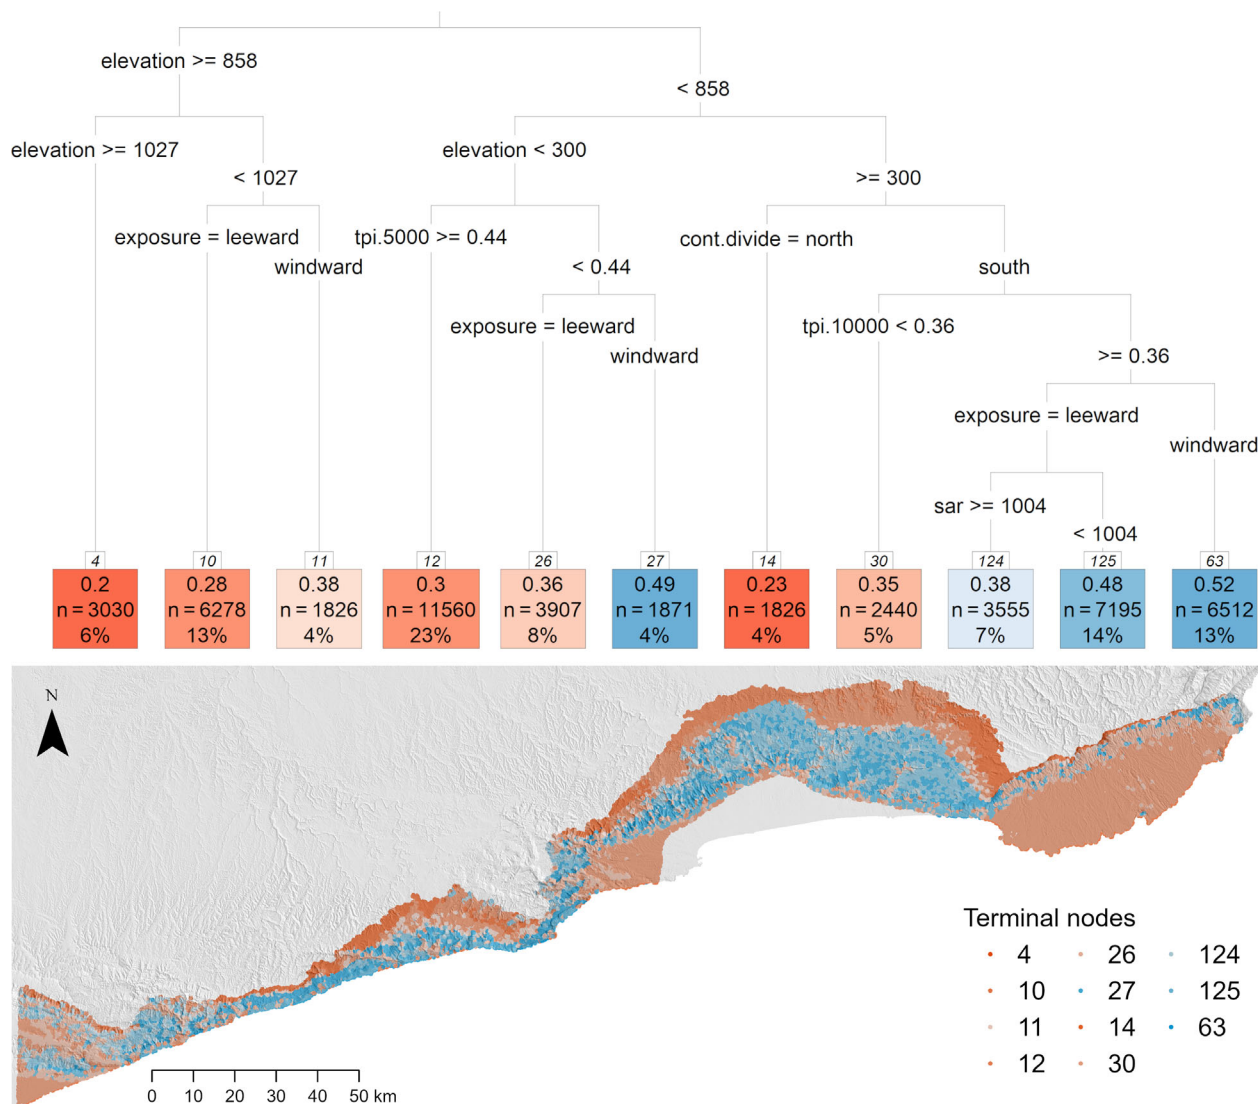 elevation >= 858
< 858
elevation >= 1027
elevation < 300
< 1027
>= 300
exposure = leeward
tpi.5000 >= 0.44
cont.divide = north
windward
< 0.44
south
exposure = leeward
tpi.10000 < 0.36
windward
>= 0.36
exposure = leeward
windward
sar >= 1004
< 1004
4 10 11 12 26 27 14 30 124 125 63
0.2 0.28 0.38 0.3 0.36 0.49 0.23 0.35 0.38 0.48 0.52
n = 3030 n = 6278 n = 1826 n = 11560 n = 3907 n = 1871 n = 1826 n = 2440 n = 3555 n = 7195 n = 6512
6% 13% 4% 23% 8% 4% 4% 5% 7% 14% 13%
N
Terminal nodes
4 26 124
10 27 125
11 14 63
12 30
0 10 20 30 40 50 km